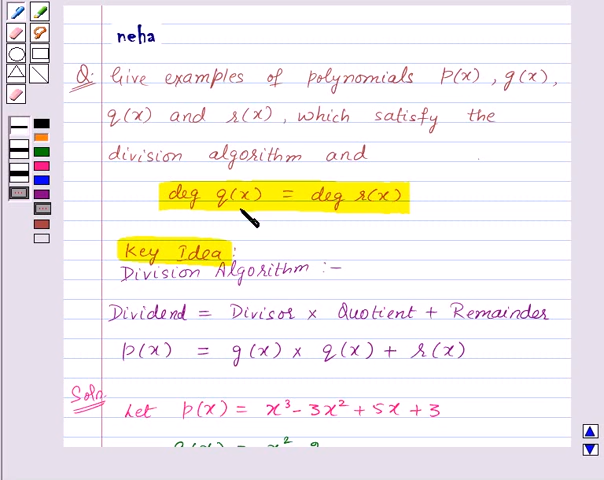 neha
Q. Give examples of polynomials p(x), g(x),
q(x) and r(x), which satisfy the
division algorithm and
deg q(x) = deg r(x)
Key Idea:
Division Algorithm :-
Dividend = Divisor × Quotient + Remainder
p(x) = g(x) × q(x) + r(x)
Soln.
Let p(x) = x³ - 3x² + 5x + 3